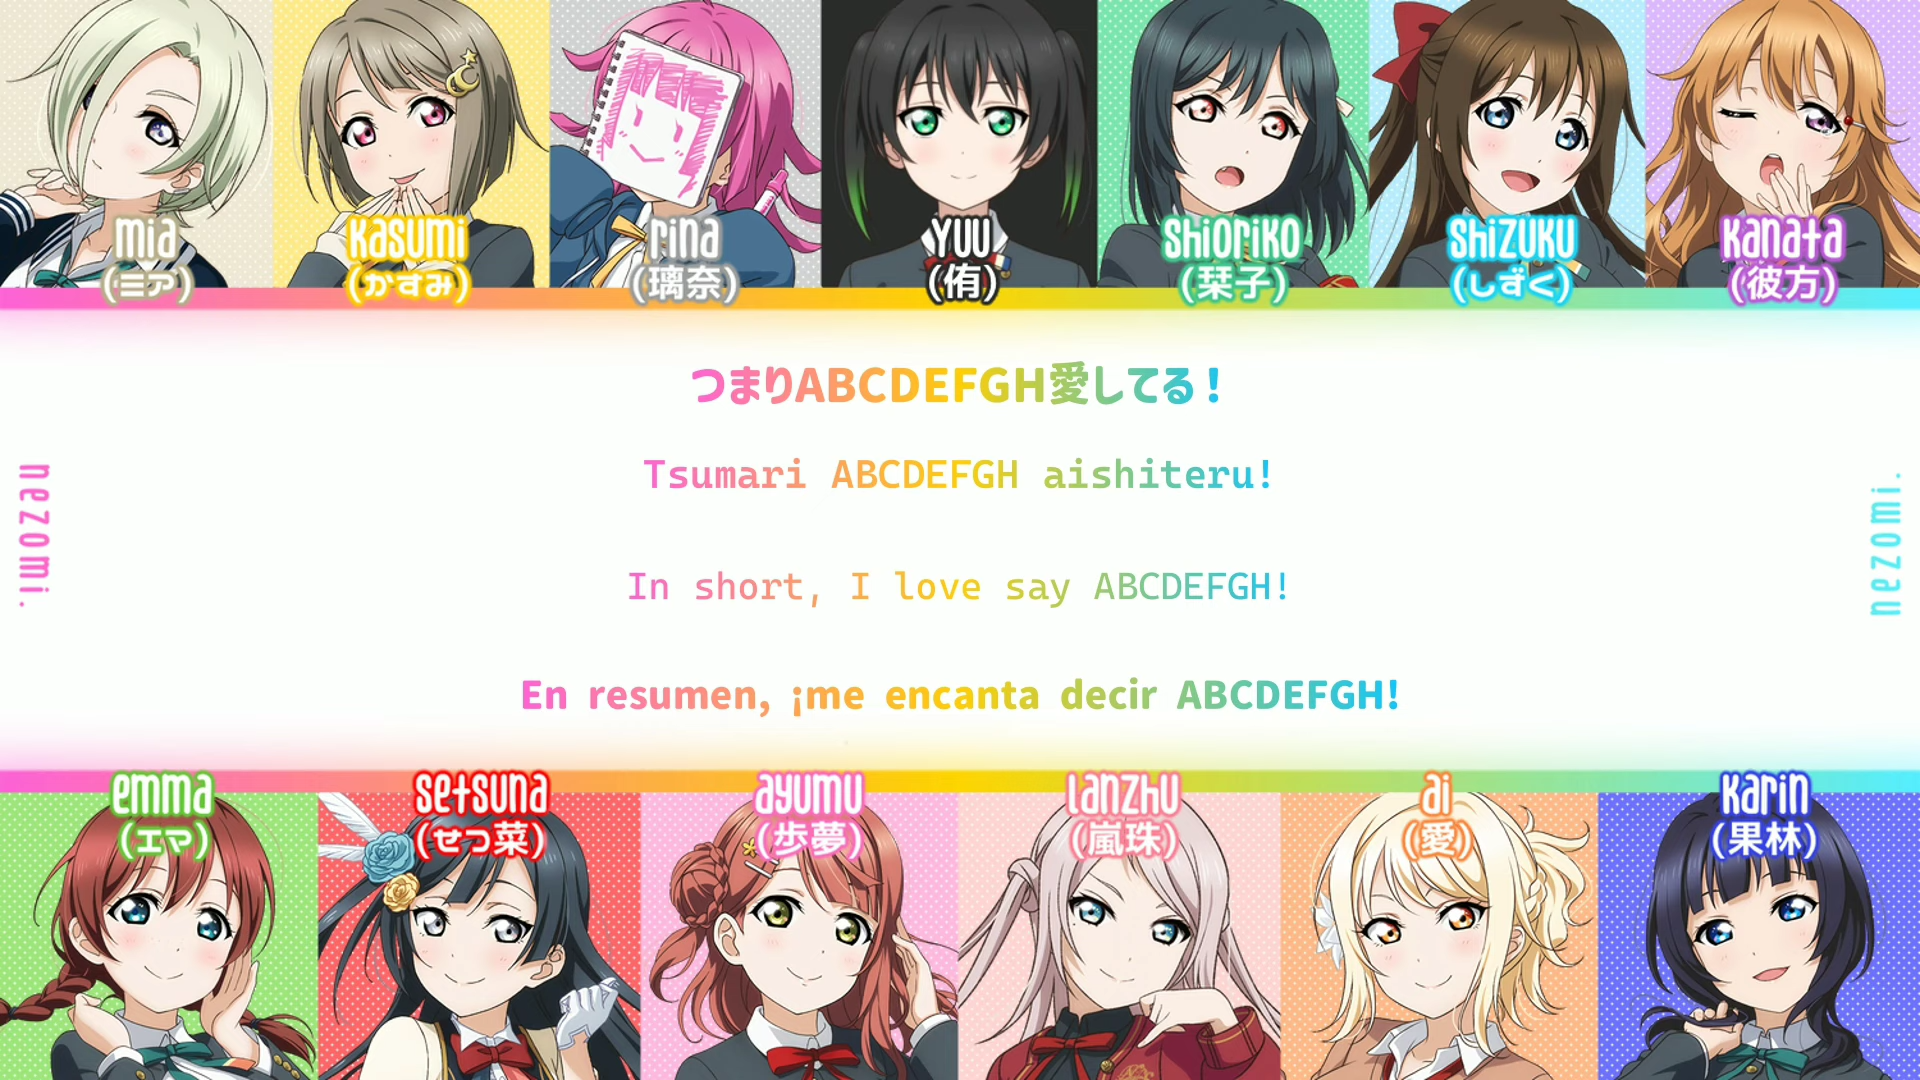 mia
(ミア)
kasumi
(かすみ)
rina
(璃奈)
YUU
(侑)
shioriko
(栞子)
shizuku
(しずく)
kanata
(彼方)
つまりABCDEFGH愛してる！
Tsumari ABCDEFGH aishiteru!
In short, I love say ABCDEFGH!
En resumen, ¡me encanta decir ABCDEFGH!
nezomi.
nezomi.
emma
(エマ)
setsuna
(せつ菜)
ayumu
(歩夢)
lanzhu
(嵐珠)
ai
(愛)
karin
(果林)